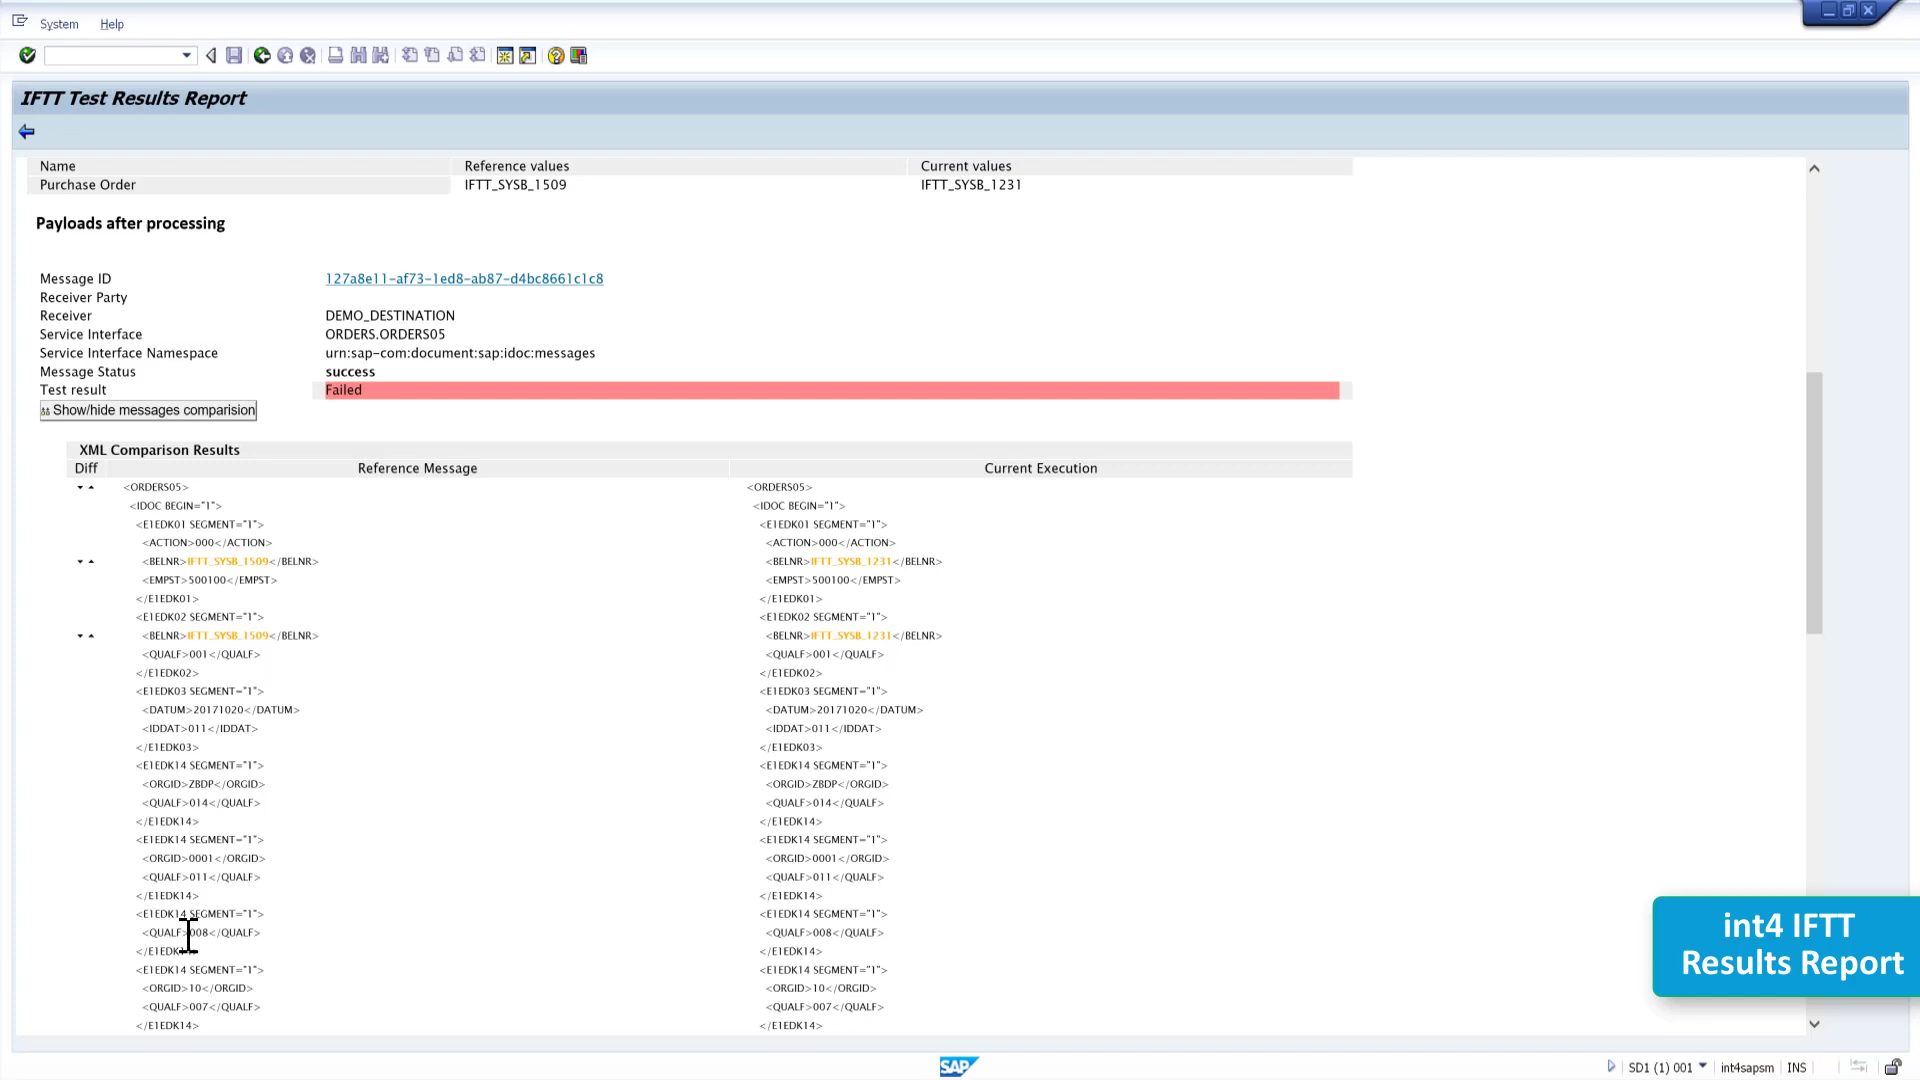 System Help
IFTT Test Results Report
Name Reference values Current values
Purchase Order IFTT_SYSB_1509 IFTT_SYSB_1231
Payloads after processing
Message ID 127a8e11-af73-1ed8-ab87-d4bc8661c1c8
Receiver Party
Receiver DEMO_DESTINATION
Service Interface ORDERS.ORDERS05
Service Interface Namespace urn:sap-com:document:sap:idoc:messages
Message Status success
Test result Failed
Show/hide messages comparision
XML Comparison Results
Diff Reference Message Current Execution
<ORDERS05> <ORDERS05>
<IDOC BEGIN="1"> <IDOC BEGIN="1">
<E1EDK01 SEGMENT="1"> <E1EDK01 SEGMENT="1">
<ACTION>000</ACTION> <ACTION>000</ACTION>
<BELNR>IFTT_SYSB_1509</BELNR> <BELNR>IFTT_SYSB_1231</BELNR>
<EMPST>500100</EMPST> <EMPST>500100</EMPST>
</E1EDK01> </E1EDK01>
<E1EDK02 SEGMENT="1"> <E1EDK02 SEGMENT="1">
<BELNR>IFTT_SYSB_1509</BELNR> <BELNR>IFTT_SYSB_1231</BELNR>
<QUALF>001</QUALF> <QUALF>001</QUALF>
</E1EDK02> </E1EDK02>
<E1EDK03 SEGMENT="1"> <E1EDK03 SEGMENT="1">
<DATUM>20171020</DATUM> <DATUM>20171020</DATUM>
<IDDAT>011</IDDAT> <IDDAT>011</IDDAT>
</E1EDK03> </E1EDK03>
<E1EDK14 SEGMENT="1"> <E1EDK14 SEGMENT="1">
<ORGID>ZBDP</ORGID> <ORGID>ZBDP</ORGID>
<QUALF>014</QUALF> <QUALF>014</QUALF>
</E1EDK14> </E1EDK14>
<E1EDK14 SEGMENT="1"> <E1EDK14 SEGMENT="1">
<ORGID>0001</ORGID> <ORGID>0001</ORGID>
<QUALF>011</QUALF> <QUALF>011</QUALF>
</E1EDK14> </E1EDK14>
<E1EDK14 SEGMENT="1"> <E1EDK14 SEGMENT="1">
<QUALF>008</QUALF> <QUALF>008</QUALF>
</E1EDK14> </E1EDK14>
<E1EDK14 SEGMENT="1"> <E1EDK14 SEGMENT="1">
<ORGID>10</ORGID> <ORGID>10</ORGID>
<QUALF>007</QUALF> <QUALF>007</QUALF>
</E1EDK14> </E1EDK14>
int4 IFTT
Results Report
SAP SD1 (1) 001 int4sapsm INS